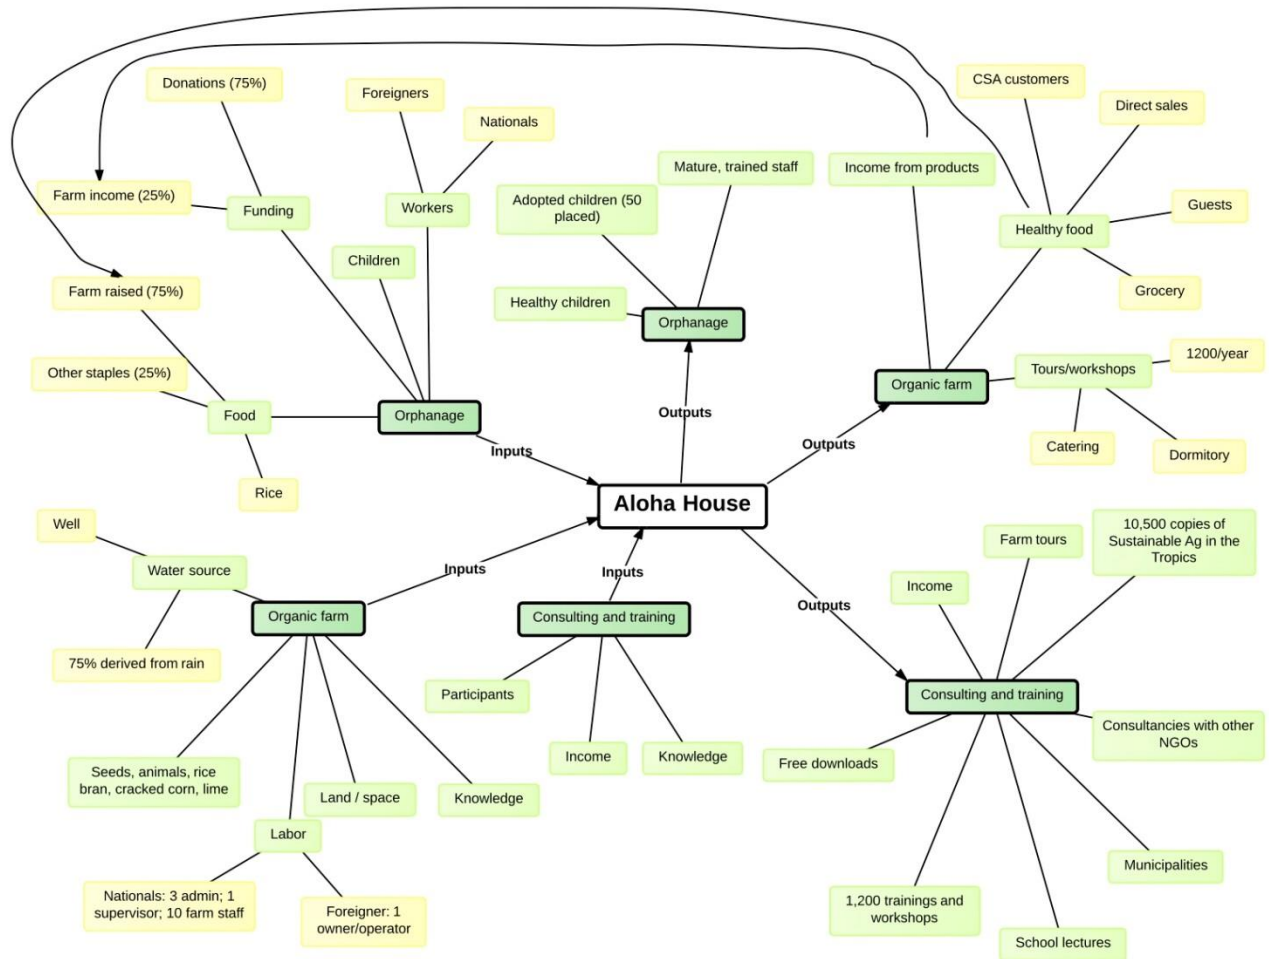 Donations (75%)
Foreigners
Nationals
Farm income (25%)
Funding
Workers
Children
Farm raised (75%)
Other staples (25%)
Food
Orphanage
Rice
Inputs
Mature, trained staff
Adopted children (50
placed)
Healthy children
Orphanage
Outputs
CSA customers
Direct sales
Income from products
Guests
Healthy food
Grocery
1200/year
Tours/workshops
Organic farm
Catering
Dormitory
Outputs
Aloha House
Well
Water source
Inputs
Organic farm
75% derived from rain
Seeds, animals, rice
bran, cracked corn, lime
Land / space
Knowledge
Labor
Nationals: 3 admin; 1
supervisor; 10 farm staff
Foreigner: 1
owner/operator
Inputs
Consulting and training
Participants
Income
Knowledge
Outputs
Farm tours
10,500 copies of
Sustainable Ag in the
Tropics
Income
Consulting and training
Consultancies with other
NGOs
Free downloads
Municipalities
1,200 trainings and
workshops
School lectures